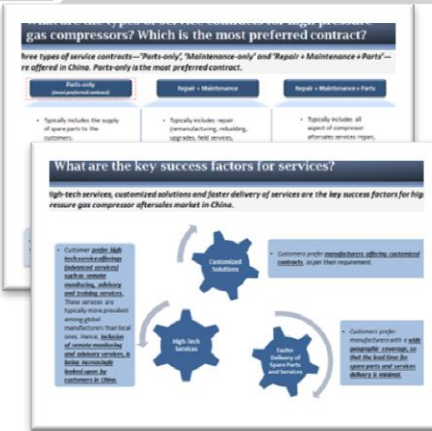 gas compressors? Which is the most preferred contract?
hree types of service contracts—'Parts-only', 'Maintenance-only' and 'Repair + Maintenance + Parts'—
re offered in China. Parts-only is the most preferred contract.
Parts-only
(most preferred contract)
Repair + Maintenance
Repair + Maintenance + Parts
• Typically includes the supply
of spare parts to the
customers.
• Typically includes repair
(remanufacturing, rebuilding,
upgrades, held services,
• Typically includes all
aspect of compressor
aftersales services repair,
What are the key success factors for services?
High-tech services, customized solutions and faster delivery of services are the key success factors for hig
ressure gas compressor aftersales market in China.
• Customer prefer high
tech service offerings
(advanced services)
such as remote
monitoring, advisory
and training services.
These services are
typically more prevalent
among global
manufacturers than local
ones. Hence, inclusion
of remote monitoring
and advisory services, is
being increasingly
looked upon by
customers in China.
Customized
Solutions
• Customers prefer manufacturers offering customized
contracts, as per their requirement.
High-Tech
Services
Faster
Delivery of
Spare Parts
and Services
• Customers prefer
manufacturers with a wide
geographic coverage, so
that the lead time for
spare parts and services
delivery is minimal.